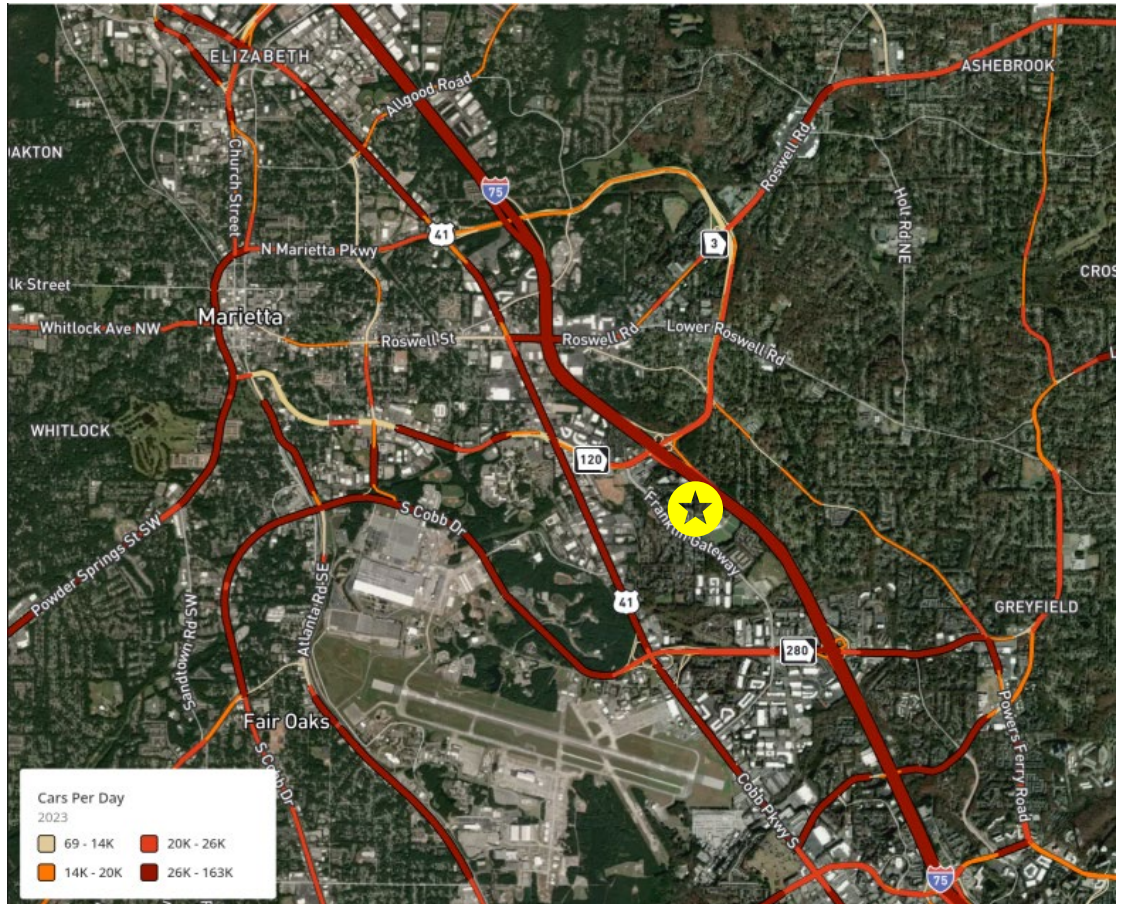 ELIZABETH
ASHEBROOK
Allgood Road
Roswell Rd
Church Street
75
Holt Rd NE
41
3
N Marietta Pkwy
lk Street
Marietta
Whitlock Ave NW
Roswell St
Roswell Rd
Lower Roswell Rd
WHITLOCK
120
S Cobb Dr
Franklin Gateway
Powder Springs St SW
Atlanta Rd SE
Sandtown Rd SW
41
GREYFIELD
280
Fair Oaks
S Cobb Dr
Powers Ferry Road
Cobb Pkwy S
75
Cars Per Day
2023
69 - 14K
20K - 26K
14K - 20K
26K - 163K